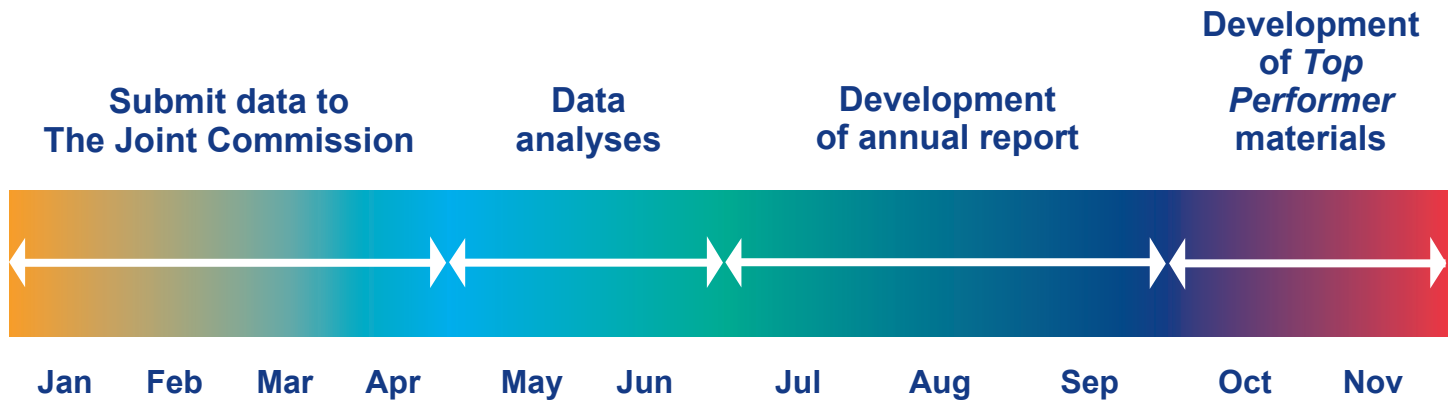 Submit data to
The Joint Commission
Data
analyses
Development
of annual report
Development
of Top
Performer
materials
Jan Feb Mar Apr May Jun Jul Aug Sep Oct Nov